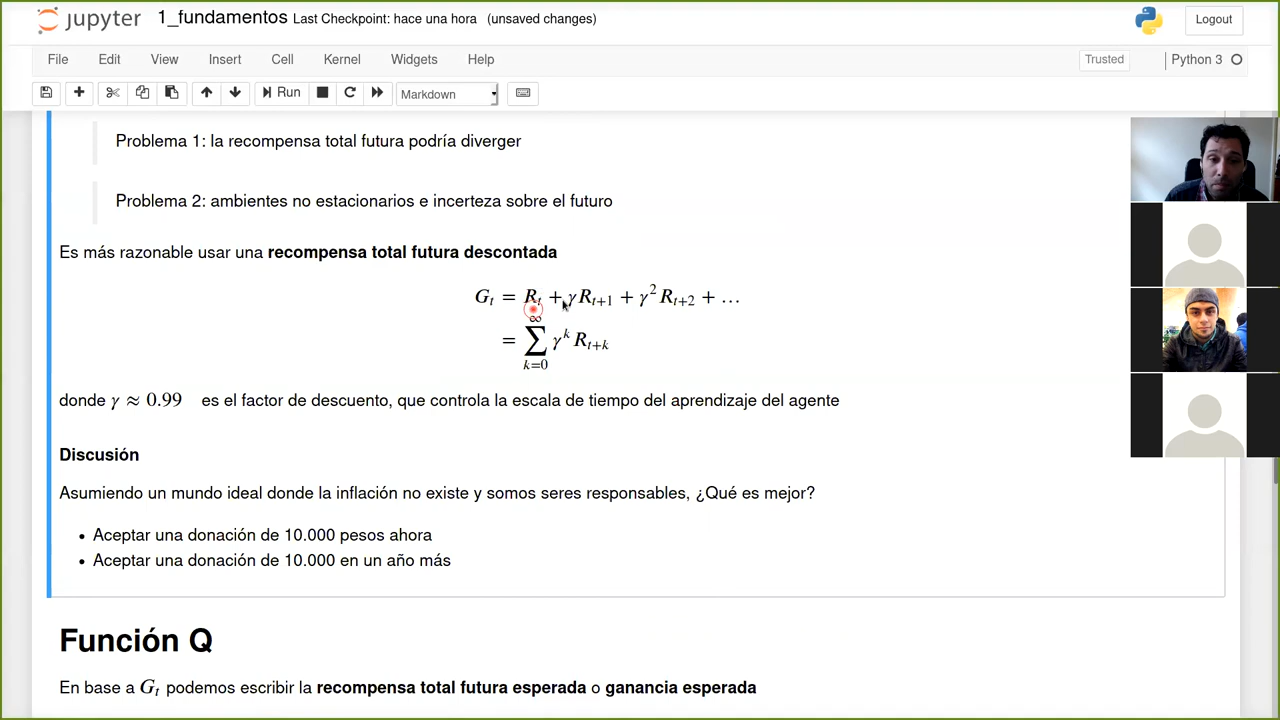 jupyter 1_fundamentos Last Checkpoint: hace una hora (unsaved changes) Logout
File Edit View Insert Cell Kernel Widgets Help Trusted Python 3
Run Markdown
Problema 1: la recompensa total futura podría diverger
Problema 2: ambientes no estacionarios e incerteza sobre el futuro
Es más razonable usar una recompensa total futura descontada
G_t = R_t + γR_{t+1} + γ^2 R_{t+2} + …
= ∑_{k=0}^{∞} γ^k R_{t+k}
donde γ ≈ 0.99 es el factor de descuento, que controla la escala de tiempo del aprendizaje del agente
Discusión
Asumiendo un mundo ideal donde la inflación no existe y somos seres responsables, ¿Qué es mejor?
• Aceptar una donación de 10.000 pesos ahora
• Aceptar una donación de 10.000 en un año más
Función Q
En base a G_t podemos escribir la recompensa total futura esperada o ganancia esperada